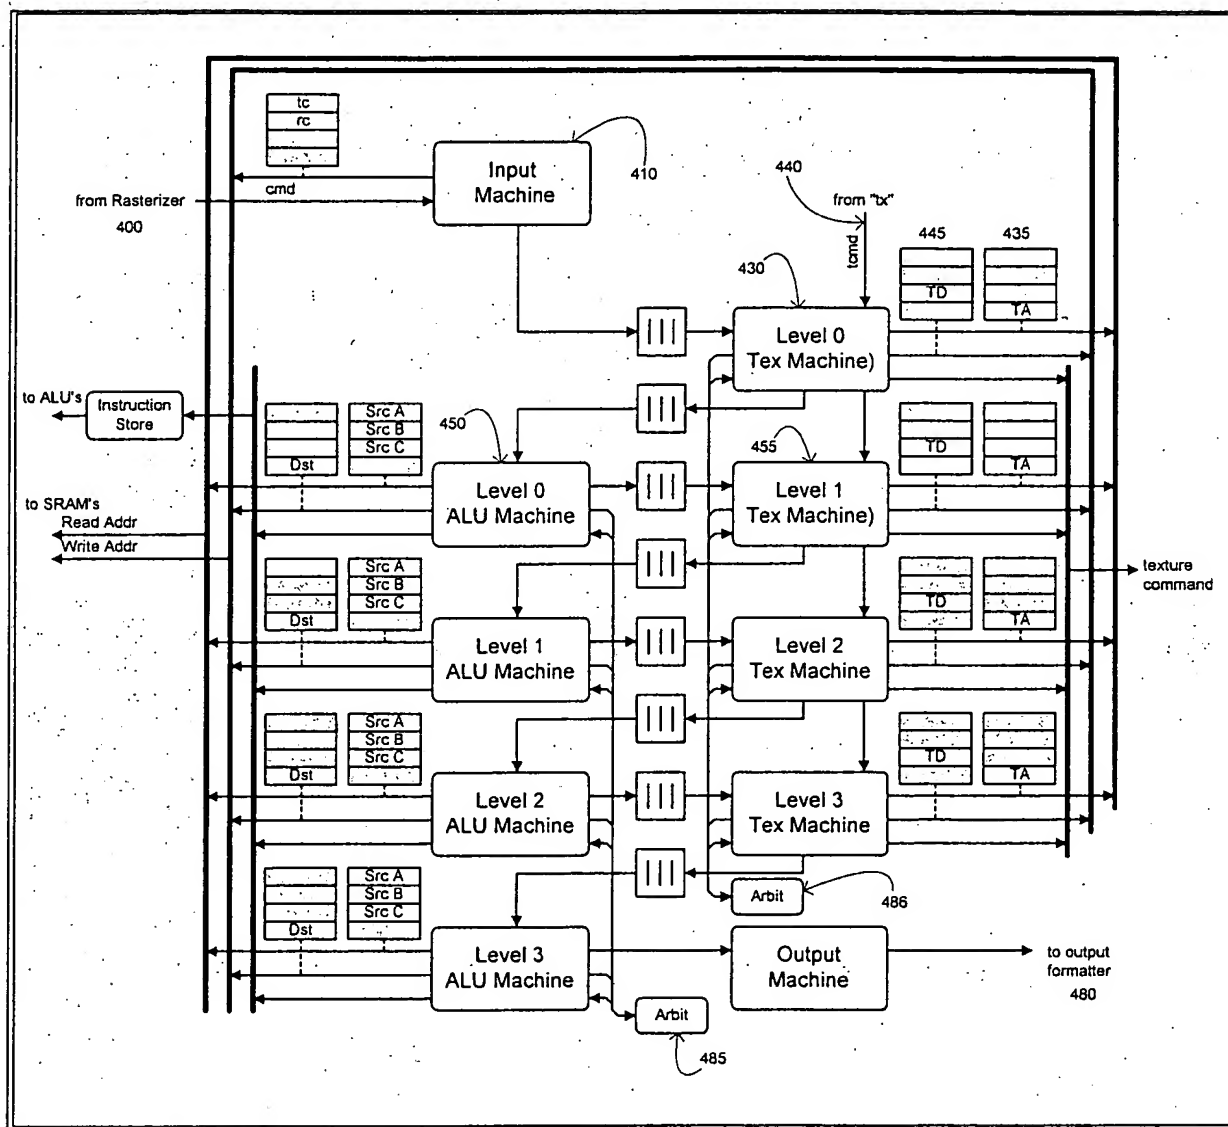 tc
rc
Input
Machine
410
cmd
from Rasterizer
400
440
from "tx"
tcmd
445
435
430
TD
TA
Level 0
Tex Machine)
to ALU's
Instruction
Store
Src A
Src B
Src C
Dst
450
Level 0
ALU Machine
455
Level 1
Tex Machine)
TD
TA
to SRAM's
Read Addr
Write Addr
texture
command
Src A
Src B
Src C
Dst
Level 1
ALU Machine
Level 2
Tex Machine
TD
TA
Src A
Src B
Src C
Dst
Level 2
ALU Machine
Level 3
Tex Machine
TD
TA
Src A
Src B
Src C
Dst
Arbit
486
Level 3
ALU Machine
Output
Machine
to output
formatter
480
Arbit
485